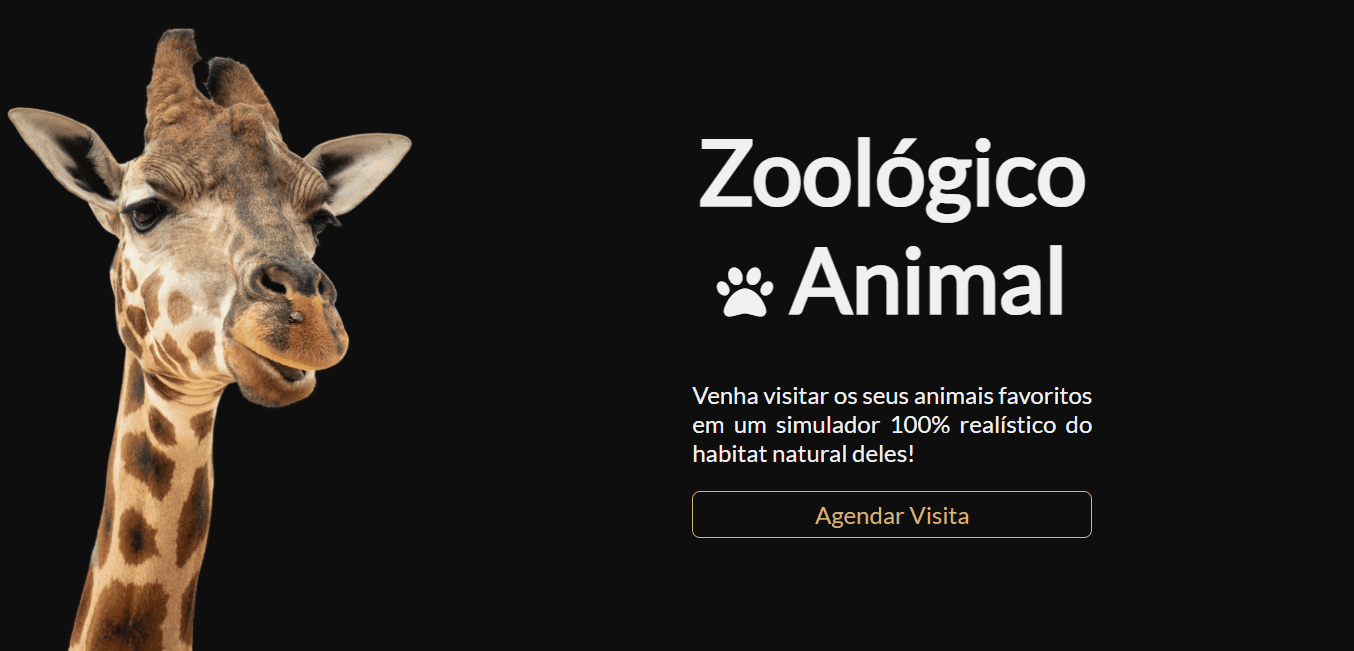 Zoológico
Animal
Venha visitar os seus animais favoritos
em um simulador 100% realístico do
habitat natural deles!
Agendar Visita